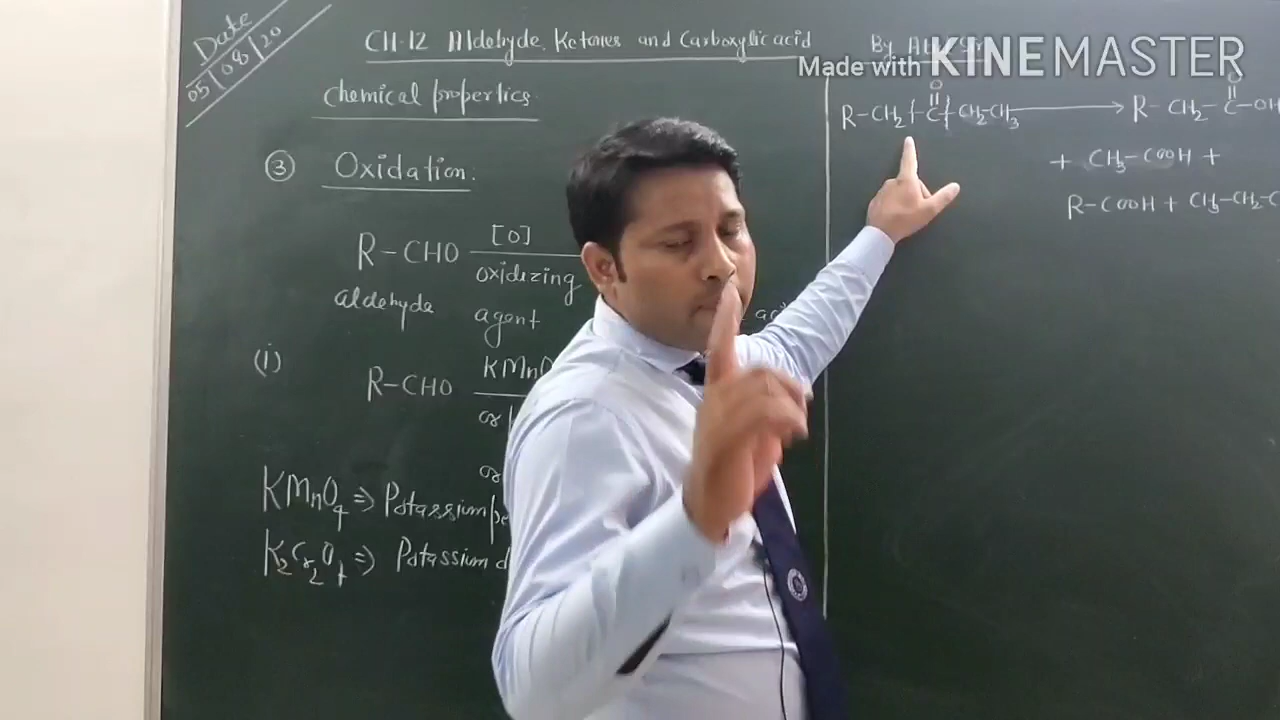 Date
05/08/20
CH-12 Aldehyde, Ketones and Carboxylic acid
By
Made with KINEMASTER
Chemical properties
③ Oxidation.
R-CHO [O]
oxidizing
aldehyde agent
(i) R-CHO KMnO
or
or
KMnO4 ⇒ Potassium pe
K2Cr2O7 ⇒ Potassium d
O O
R-CH2-C-CH2-CH3 → R-CH2-C-OH
+ CH3-COOH +
R-COOH + CH3-CH2-C